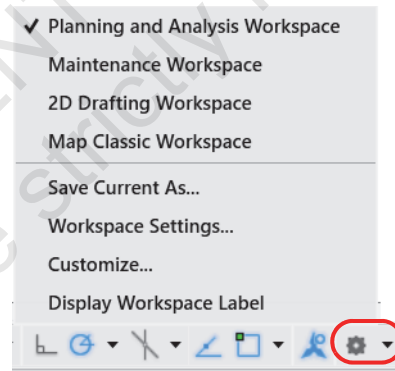 ✓ Planning and Analysis Workspace
Maintenance Workspace
2D Drafting Workspace
Map Classic Workspace
Save Current As...
Workspace Settings...
Customize...
Display Workspace Label